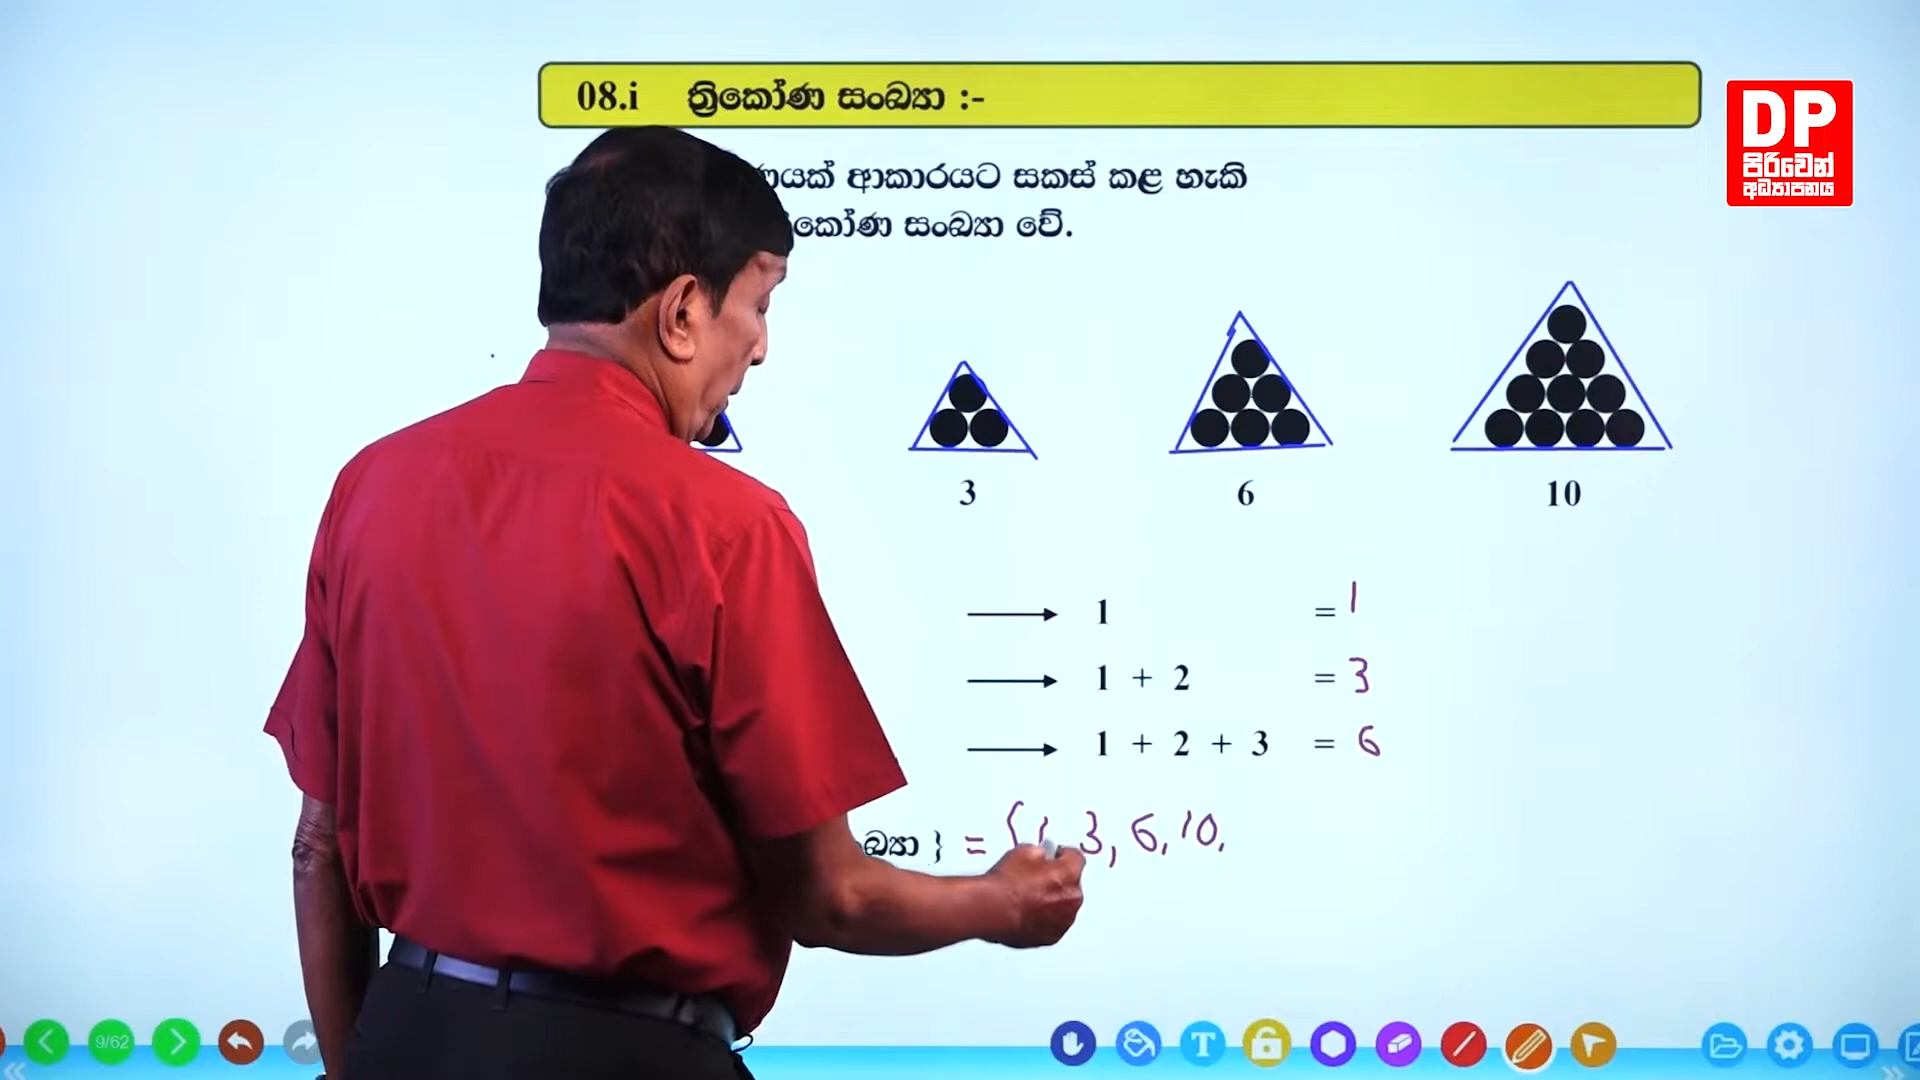 08.i ත්‍රිකෝණ සංඛ්‍යා :-
DP
පිරිවෙන්
අධ්‍යාපනය
ආකාරයට සකස් කළ හැකි
සංඛ්‍යා වේ.
3 6 10
1 = 1
1 + 2 = 3
1 + 2 + 3 = 6
} = { 3, 6, 10,
9/62
T